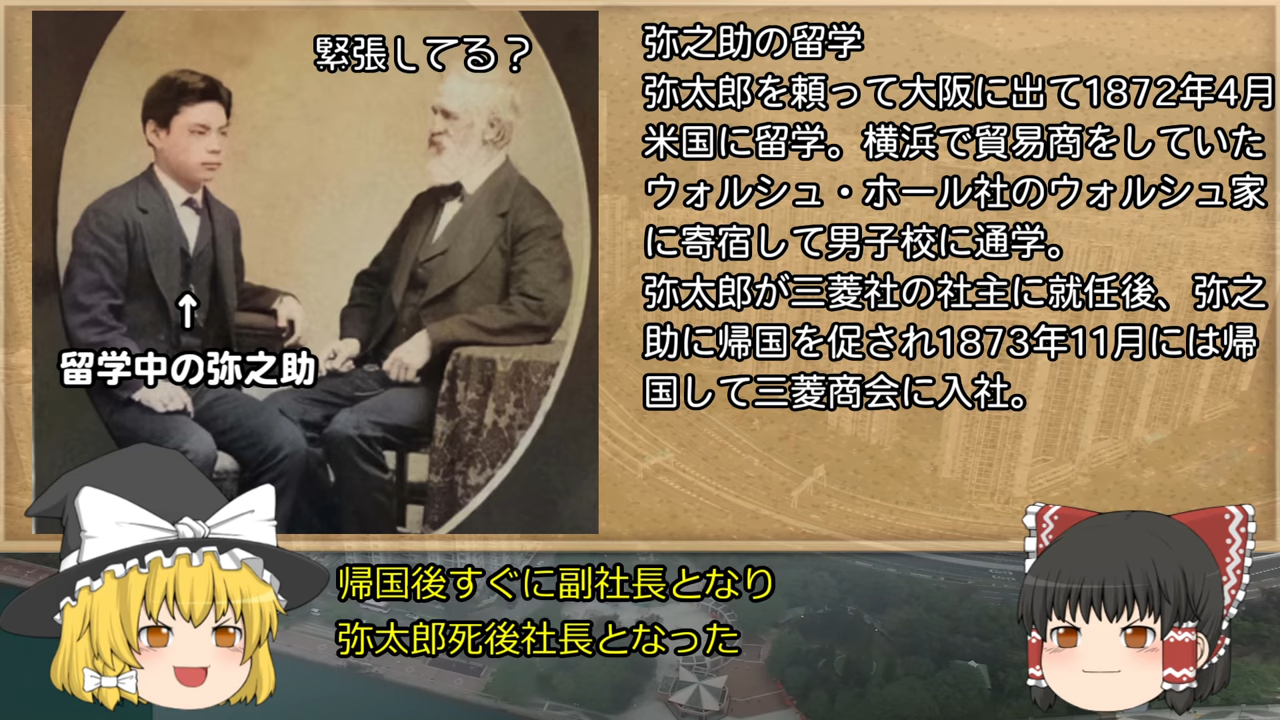 緊張してる？
↑
留学中の弥之助
弥之助の留学
弥太郎を頼って大阪に出て1872年4月
米国に留学。横浜で貿易商をしていた
ウォルシュ・ホール社のウォルシュ家
に寄宿して男子校に通学。
弥太郎が三菱社の社主に就任後、弥之
助に帰国を促され1873年11月には帰
国して三菱商会に入社。
帰国後すぐに副社長となり
弥太郎死後社長となった